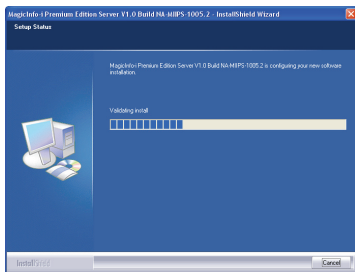 MagicInfo-i Premium Edition Server V1.0 Build NA-MIIPS-1005.2 - InstallShield Wizard
Setup Status
MagicInfo-i Premium Edition Server V1.0 Build NA-MIIPS-1005.2 is configuring your new software
installation.
Validating install
InstallShield
Cancel